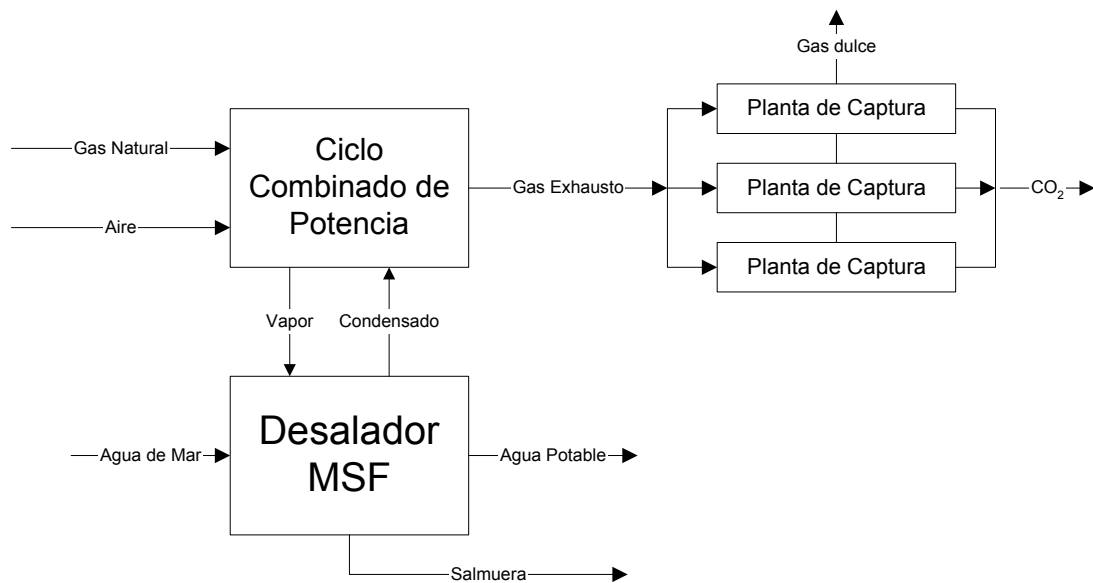 Gas dulce
Planta de Captura
Gas Natural
Ciclo
Combinado de
Potencia
Gas Exhausto
Planta de Captura
CO₂
Aire
Planta de Captura
Vapor
Condensado
Agua de Mar
Desalador
MSF
Agua Potable
Salmuera